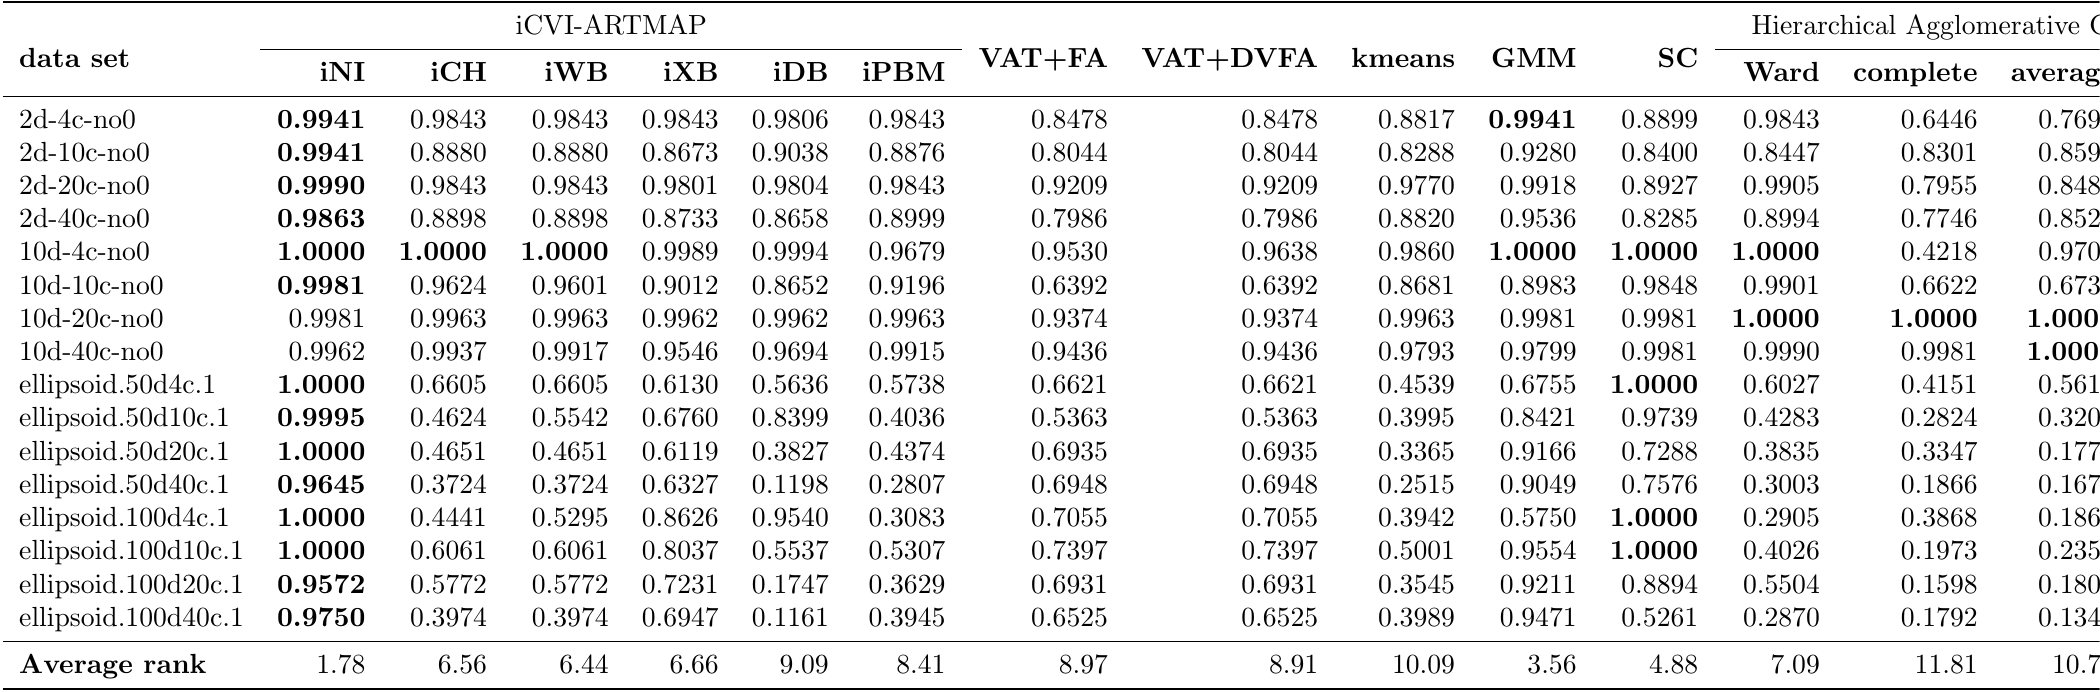 iCVI-ARTMAP Hierarchical Agglomerative
data set VAT+FA VAT+DVFA kmeans GMM SC
iNI iCH iWB iXB iDB iPBM Ward complete averag
2d-4c-no0 0.9941 0.9843 0.9843 0.9843 0.9806 0.9843 0.8478 0.8478 0.8817 0.9941 0.8899 0.9843 0.6446 0.769
2d-10c-no0 0.9941 0.8880 0.8880 0.8673 0.9038 0.8876 0.8044 0.8044 0.8288 0.9280 0.8400 0.8447 0.8301 0.859
2d-20c-no0 0.9990 0.9843 0.9843 0.9801 0.9804 0.9843 0.9209 0.9209 0.9770 0.9918 0.8927 0.9905 0.7955 0.848
2d-40c-no0 0.9863 0.8898 0.8898 0.8733 0.8658 0.8999 0.7986 0.7986 0.8820 0.9536 0.8285 0.8994 0.7746 0.852
10d-4c-no0 1.0000 1.0000 1.0000 0.9989 0.9994 0.9679 0.9530 0.9638 0.9860 1.0000 1.0000 1.0000 0.4218 0.970
10d-10c-no0 0.9981 0.9624 0.9601 0.9012 0.8652 0.9196 0.6392 0.6392 0.8681 0.8983 0.9848 0.9901 0.6622 0.673
10d-20c-no0 0.9981 0.9963 0.9963 0.9962 0.9962 0.9963 0.9374 0.9374 0.9963 0.9981 0.9981 1.0000 1.0000 1.000
10d-40c-no0 0.9962 0.9937 0.9917 0.9546 0.9694 0.9915 0.9436 0.9436 0.9793 0.9799 0.9981 0.9990 0.9981 1.000
ellipsoid.50d4c.1 1.0000 0.6605 0.6605 0.6130 0.5636 0.5738 0.6621 0.6621 0.4539 0.6755 1.0000 0.6027 0.4151 0.561
ellipsoid.50d10c.1 0.9995 0.4624 0.5542 0.6760 0.8399 0.4036 0.5363 0.5363 0.3995 0.8421 0.9739 0.4283 0.2824 0.320
ellipsoid.50d20c.1 1.0000 0.4651 0.4651 0.6119 0.3827 0.4374 0.6935 0.6935 0.3365 0.9166 0.7288 0.3835 0.3347 0.177
ellipsoid.50d40c.1 0.9645 0.3724 0.3724 0.6327 0.1198 0.2807 0.6948 0.6948 0.2515 0.9049 0.7576 0.3003 0.1866 0.167
ellipsoid.100d4c.1 1.0000 0.4441 0.5295 0.8626 0.9540 0.3083 0.7055 0.7055 0.3942 0.5750 1.0000 0.2905 0.3868 0.186
ellipsoid.100d10c.1 1.0000 0.6061 0.6061 0.8037 0.5537 0.5307 0.7397 0.7397 0.5001 0.9554 1.0000 0.4026 0.1973 0.235
ellipsoid.100d20c.1 0.9572 0.5772 0.5772 0.7231 0.1747 0.3629 0.6931 0.6931 0.3545 0.9211 0.8894 0.5504 0.1598 0.180
ellipsoid.100d40c.1 0.9750 0.3974 0.3974 0.6947 0.1161 0.3945 0.6525 0.6525 0.3989 0.9471 0.5261 0.2870 0.1792 0.134
Average rank 1.78 6.56 6.44 6.66 9.09 8.41 8.97 8.91 10.09 3.56 4.88 7.09 11.81 10.7